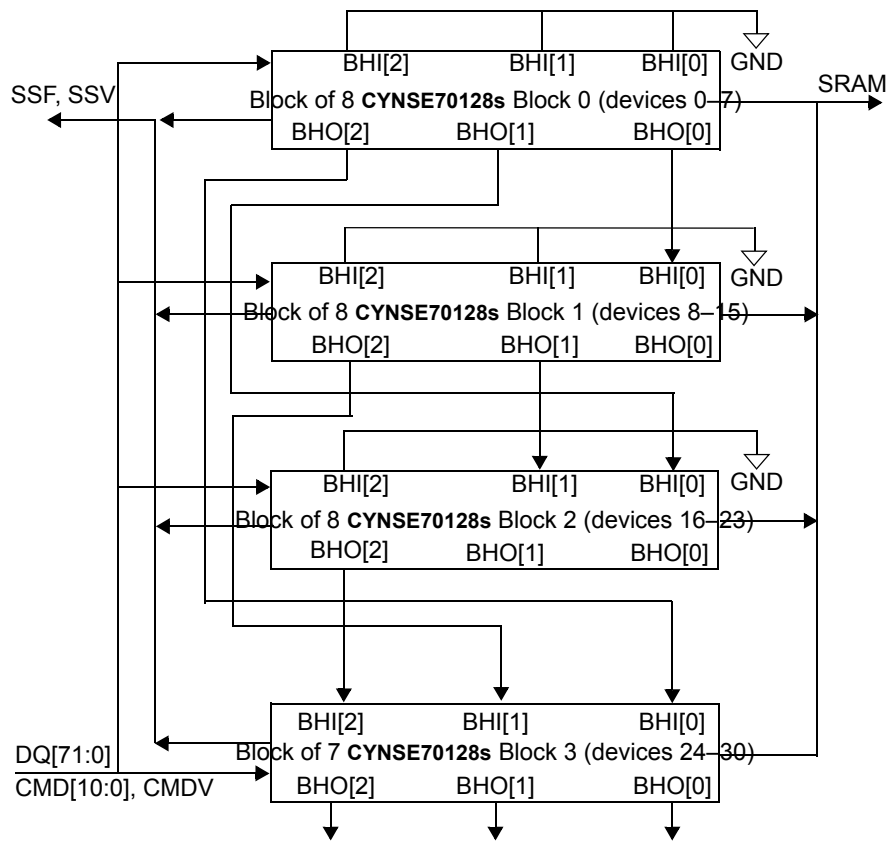 BHI[2] BHI[1] BHI[0] GND
SSF, SSV
SRAM
Block of 8 CYNSE70128s Block 0 (devices 0–7)
BHO[2] BHO[1] BHO[0]
BHI[2] BHI[1] BHI[0] GND
Block of 8 CYNSE70128s Block 1 (devices 8–15)
BHO[2] BHO[1] BHO[0]
BHI[2] BHI[1] BHI[0] GND
Block of 8 CYNSE70128s Block 2 (devices 16–23)
BHO[2] BHO[1] BHO[0]
BHI[2] BHI[1] BHI[0]
DQ[71:0]
Block of 7 CYNSE70128s Block 3 (devices 24–30)
CMD[10:0], CMDV
BHO[2] BHO[1] BHO[0]